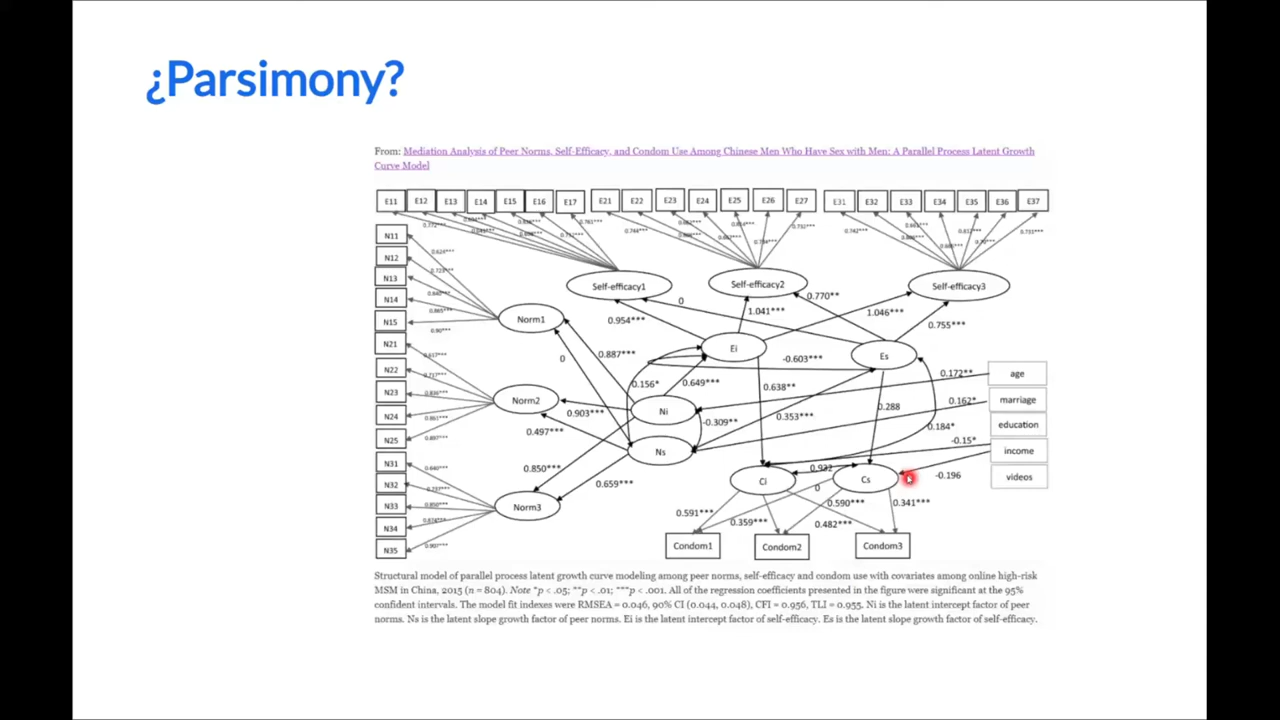 ¿Parsimony?
From: Mediation Analysis of Peer Norms, Self-Efficacy, and Condom Use Among Chinese Men Who Have Sex with Men: A Parallel Process Latent Growth
Curve Model
E11 E12 E13 E14 E15 E16 E17 E21 E22 E23 E24 E25 E26 E27 E31 E32 E33 E34 E35 E36 E37
N11
N12
N13
N14
N15
N21
N22
N23
N24
N25
N31
N32
N33
N34
N35
Self-efficacy1 Self-efficacy2 Self-efficacy3
0 0.770**
0.954*** 1.041*** 1.046*** 0.755***
Norm1
Ei Es
0 0.887*** -0.603***
0.156* 0.649*** 0.638** 0.172** age
Norm2 0.903*** Ni -0.309** 0.353*** 0.288 0.162* marriage
0.497*** 0.184* education
Ns -0.15* income
0.850*** 0.932
0.659*** Ci 0 Cs -0.196 videos
Norm3 0.591*** 0.359*** 0.590*** 0.482*** 0.341***
Condom1 Condom2 Condom3
Structural model of parallel process latent growth curve modeling among peer norms, self-efficacy and condom use with covariates among online high-risk
MSM in China, 2015 (n = 804). Note *p < .05; **p < .01; ***p < .001. All of the regression coefficients presented in the figure were significant at the 95%
confident intervals. The model fit indexes were RMSEA = 0.046, 90% CI (0.044, 0.048), CFI = 0.956, TLI = 0.955. Ni is the latent intercept factor of peer
norms. Ns is the latent slope growth factor of peer norms. Ei is the latent intercept factor of self-efficacy. Es is the latent slope growth factor of self-efficacy.